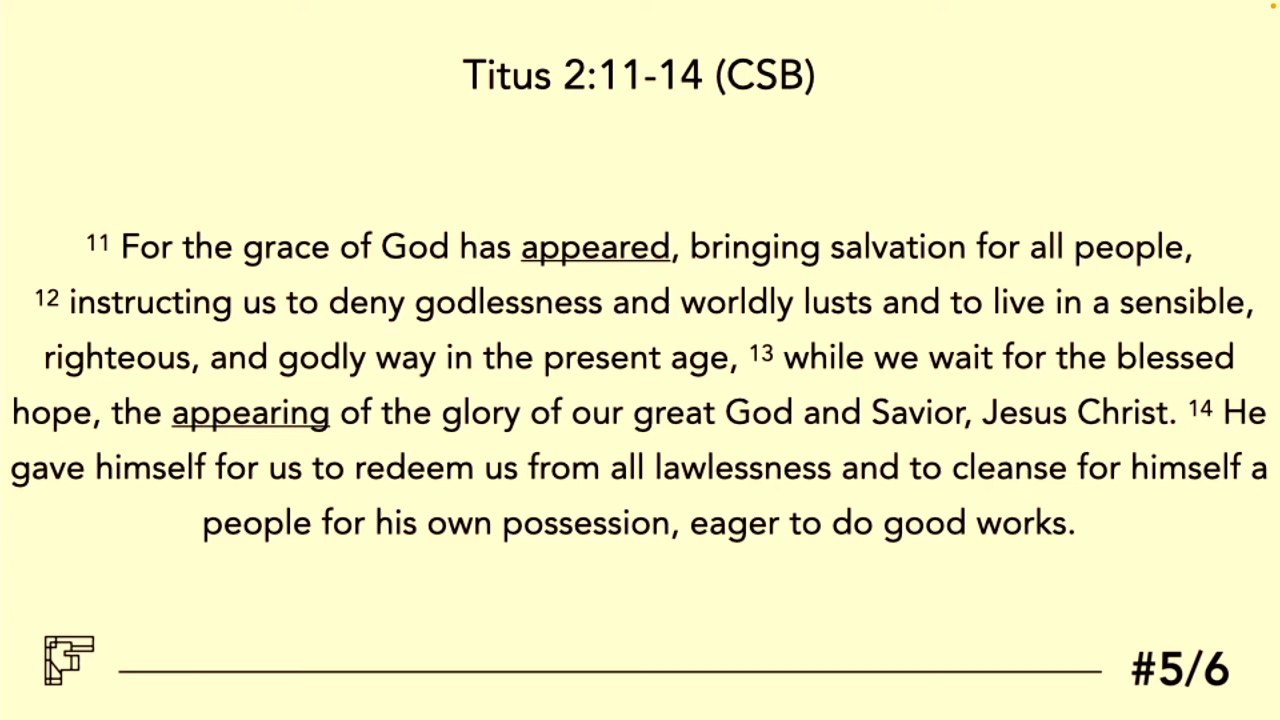 Titus 2:11-14 (CSB)
11 For the grace of God has appeared, bringing salvation for all people,
12 instructing us to deny godlessness and worldly lusts and to live in a sensible,
righteous, and godly way in the present age, 13 while we wait for the blessed
hope, the appearing of the glory of our great God and Savior, Jesus Christ. 14 He
gave himself for us to redeem us from all lawlessness and to cleanse for himself a
people for his own possession, eager to do good works.
#5/6